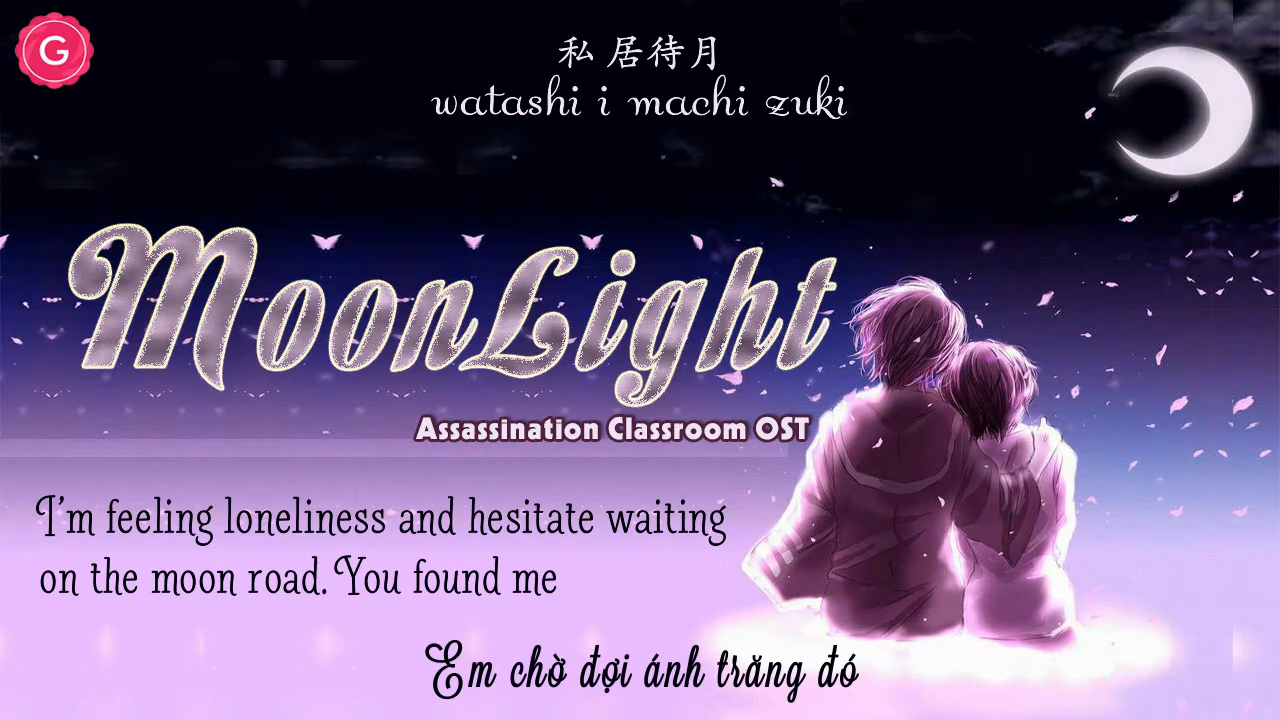 G
私 居待月
watashi i machi zuki
MoonLight
Assassination Classroom OST
I'm feeling loneliness and hesitate waiting
on the moon road. You found me
Em chờ đợi ánh trăng đó